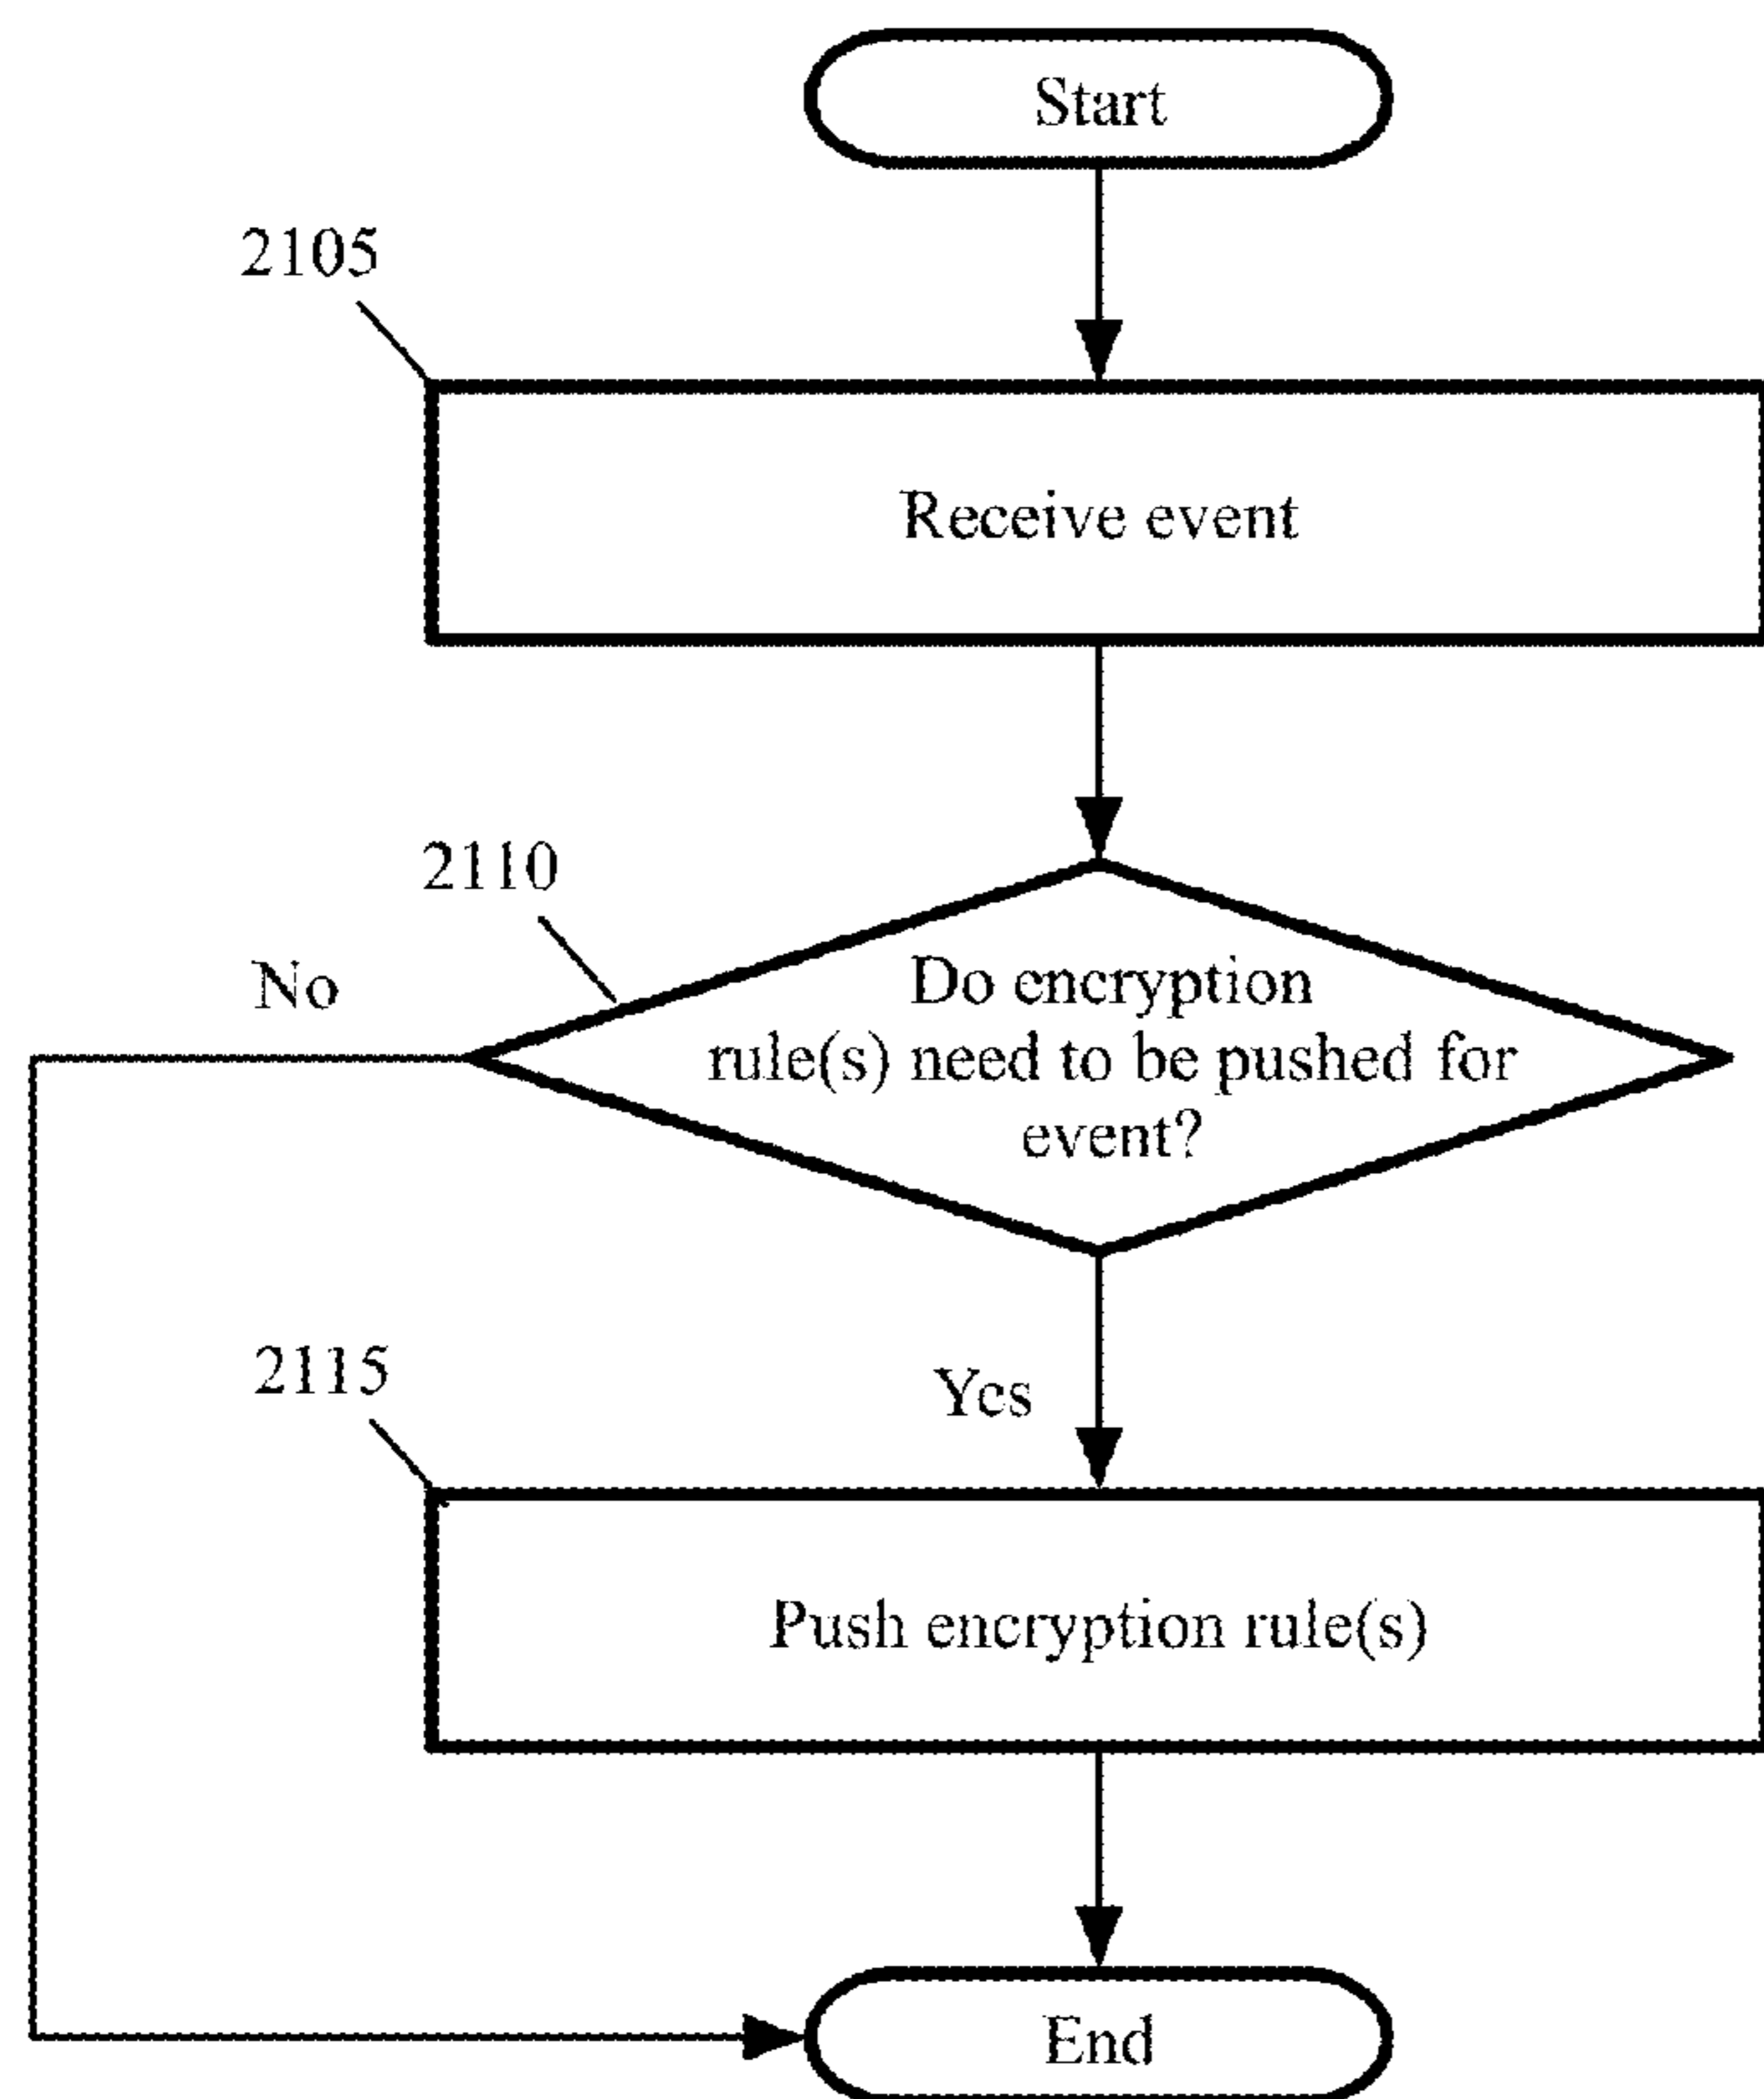 Start
2105
Receive event
2110
No
Do encryption
rule(s) need to be pushed for
event?
2115
Yes
Push encryption rule(s)
End